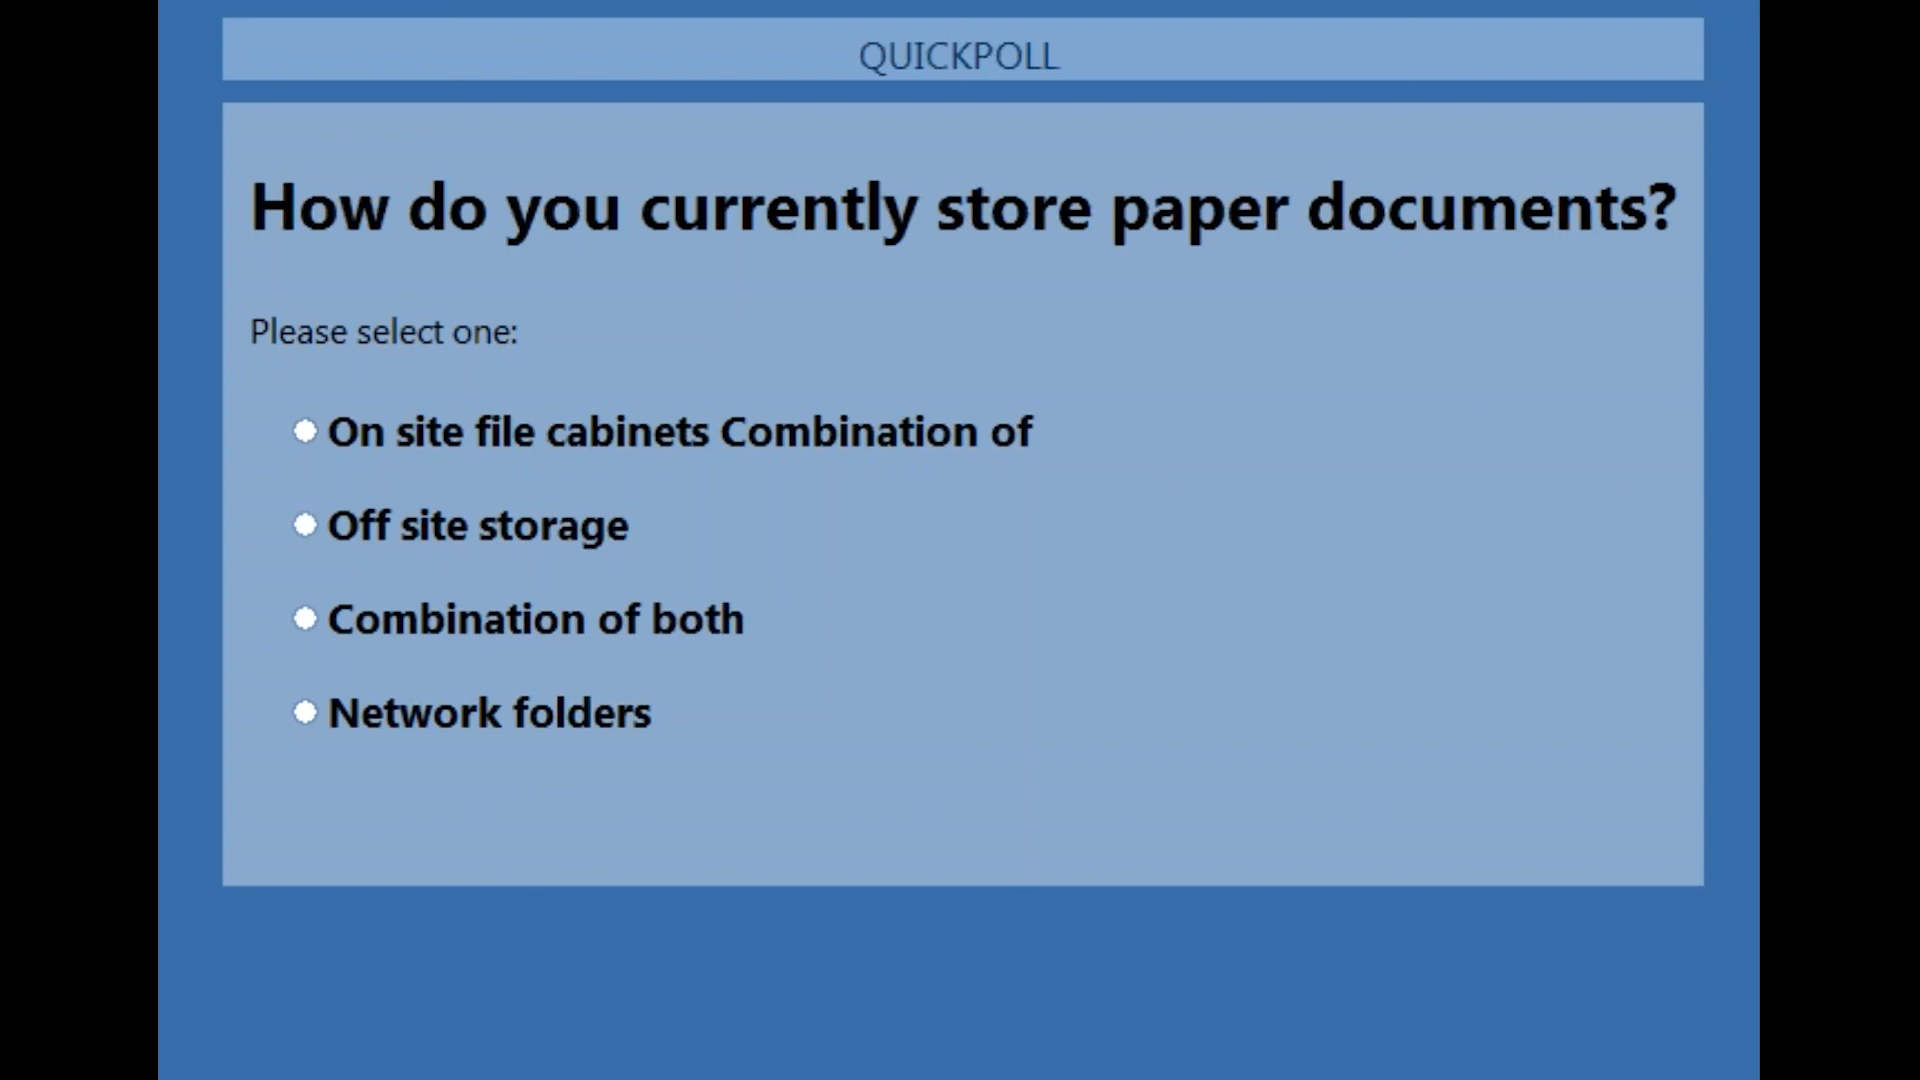 QUICKPOLL
How do you currently store paper documents?
Please select one:
On site file cabinets Combination of
Off site storage
Combination of both
Network folders